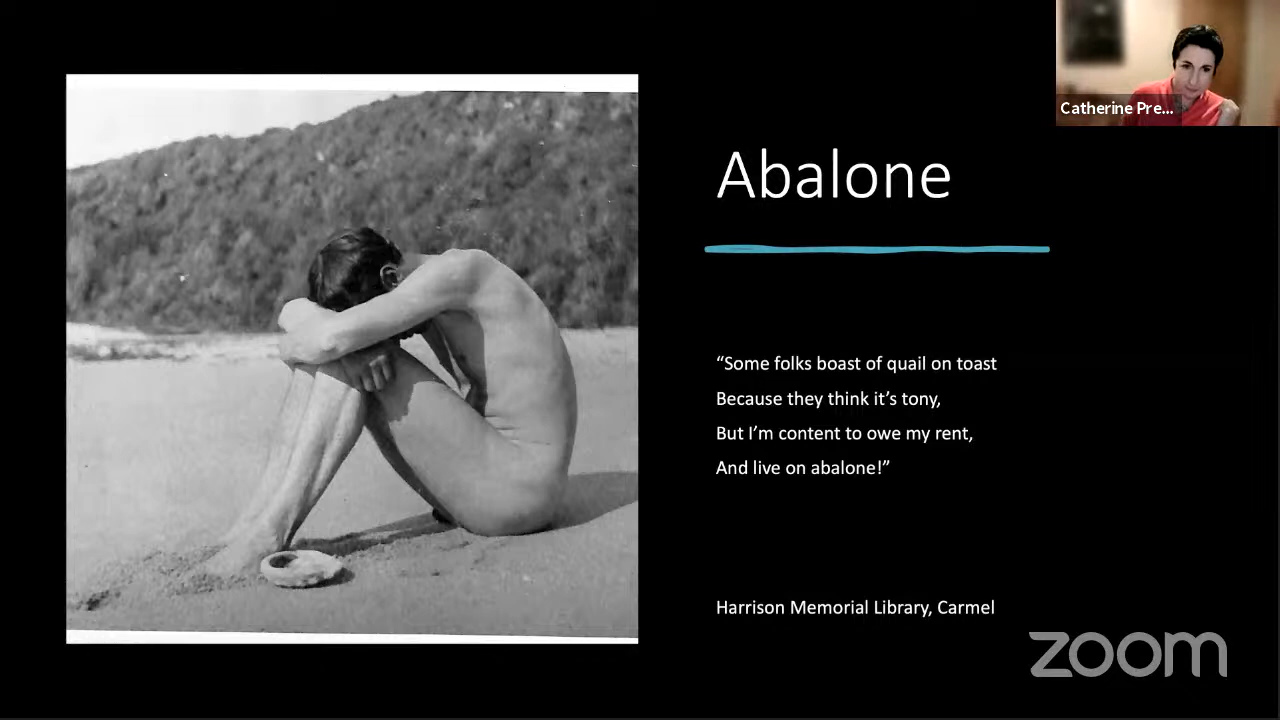 Catherine Pre...
Abalone
“Some folks boast of quail on toast
Because they think it’s tony,
But I’m content to owe my rent,
And live on abalone!”
Harrison Memorial Library, Carmel
zoom